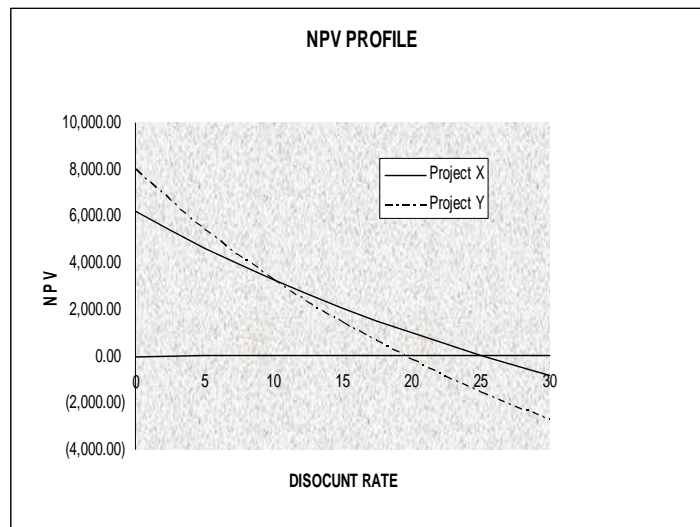 NPV PROFILE
10,000.00
8,000.00
6,000.00
4,000.00
2,000.00
0.00
(2,000.00)
(4,000.00)
NPV
Project X
Project Y
0 5 10 15 20 25 30
DISOCUNT RATE